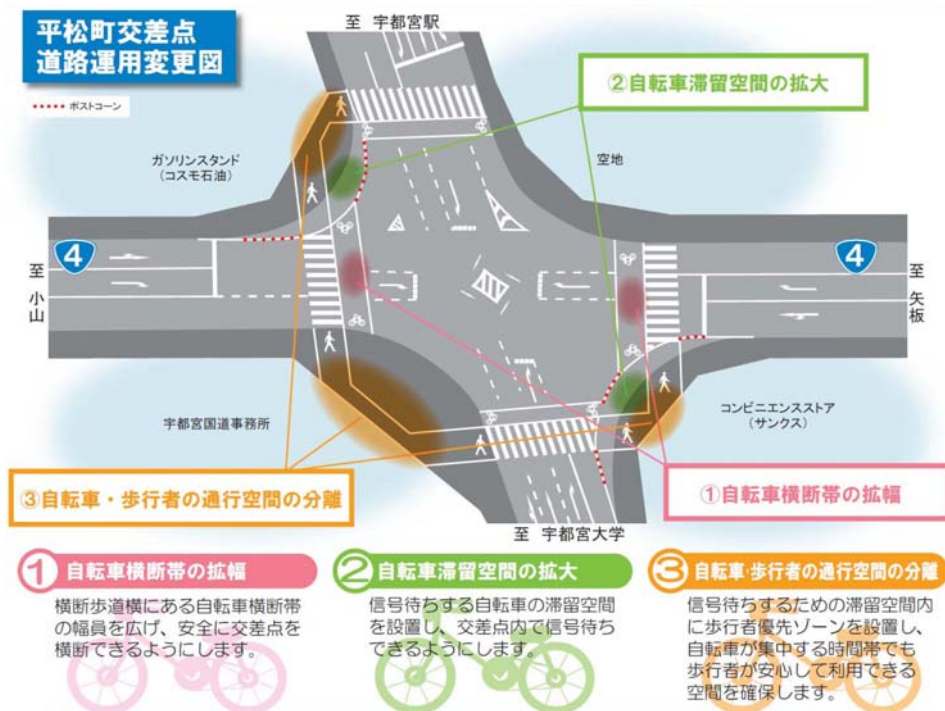 平松町交差点
道路運用変更図
ポストコーン
至 宇都宮駅
②自転車滞留空間の拡大
ガソリンスタンド
(コスモ石油)
空地
4
至 小山
4
至 矢板
宇都宮国道事務所
コンビニエンスストア
(サンクス)
③自転車・歩行者の通行空間の分離
①自転車横断帯の拡幅
至 宇都宮大学
1 自転車横断帯の拡幅
横断歩道横にある自転車横断帯
の幅員を広げ、安全に交差点を
横断できるようにします。
2 自転車滞留空間の拡大
信号待ちする自転車の滞留空間
を設置し、交差点内で信号待ち
できるようにします。
3 自転車・歩行者の通行空間の分離
信号待ちするための滞留空間内
に歩行者優先ゾーンを設置し、
自転車が集中する時間帯でも
歩行者が安心して利用できる
空間を確保します。